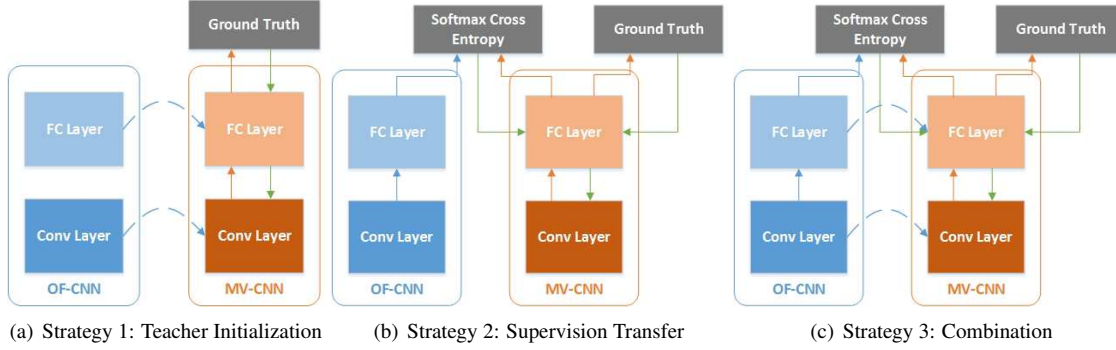 Ground Truth
FC Layer
FC Layer
Conv Layer
Conv Layer
OF-CNN
MV-CNN
(a) Strategy 1: Teacher Initialization
Softmax Cross
Entropy
Ground Truth
FC Layer
FC Layer
Conv Layer
Conv Layer
OF-CNN
MV-CNN
(b) Strategy 2: Supervision Transfer
Softmax Cross
Entropy
Ground Truth
FC Layer
FC Layer
Conv Layer
Conv Layer
OF-CNN
MV-CNN
(c) Strategy 3: Combination